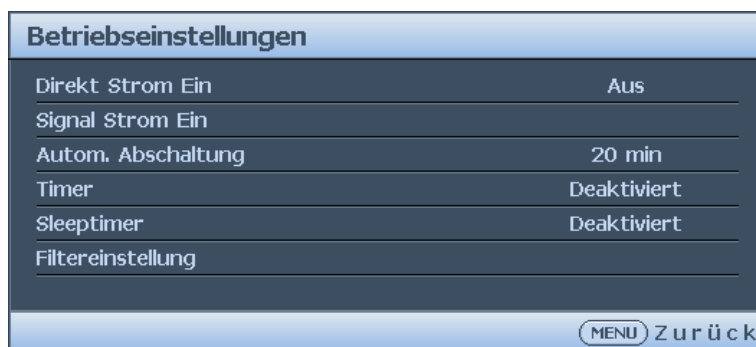 Betriebseinstellungen
Direkt Strom Ein Aus
Signal Strom Ein
Autom. Abschaltung 20 min
Timer Deaktiviert
Sleeptimer Deaktiviert
Filtereinstellung
MENU Zurück